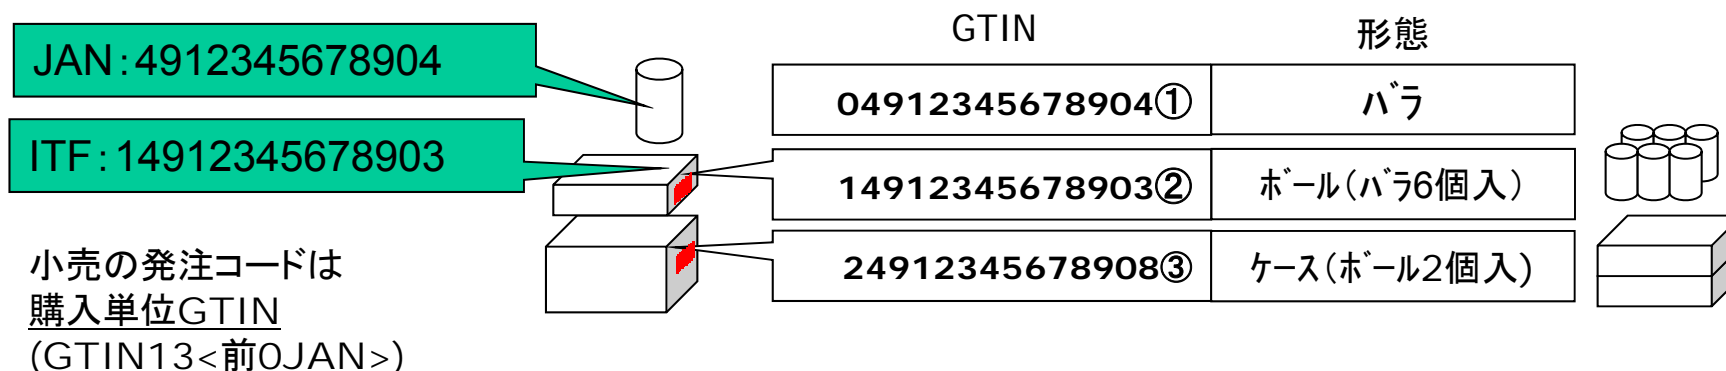 GTIN 形態
JAN:4912345678904
04912345678904① ﾊﾞﾗ
ITF:14912345678903
14912345678903② ﾎﾞｰﾙ(ﾊﾞﾗ6個入)
24912345678908③ ｹｰｽ(ﾎﾞｰﾙ2個入)
小売の発注コードは
購入単位GTIN
(GTIN13<前0JAN>)